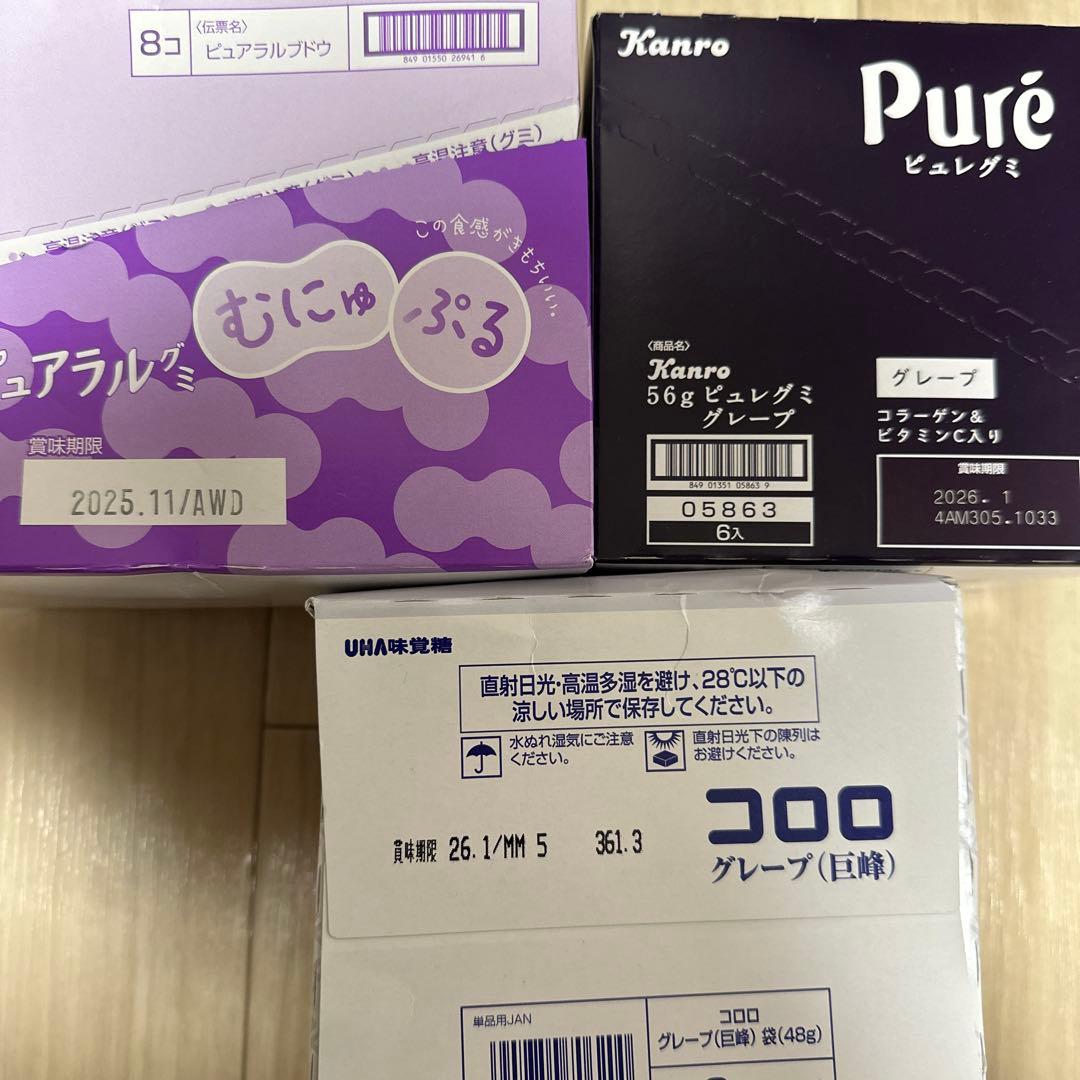 8コ
〈伝票名〉
ピュアラルブドウ
849 01550 26941 6
高温注意(グミ)
この食感がきもちいい。
むにゅ
ぷる
ピュアラルグミ
賞味期限
2025.11/AWD
Kanro
Puré
ピュレグミ
〈商品名〉
Kanro
56g ピュレグミ
グレープ
849 01351 05863 9
05863
6入
グレープ
コラーゲン&
ビタミンC入り
賞味期限
2026. 1
4AM305.1033
UHA味覚糖
直射日光・高温多湿を避け、28℃以下の
涼しい場所で保存してください。
水ぬれ湿気にご注意
ください。
直射日光下の陳列は
お避けください。
コロロ
グレープ(巨峰)
賞味期限 26.1/MM 5 361.3
単品用JAN
コロロ
グレープ(巨峰) 袋(48g)